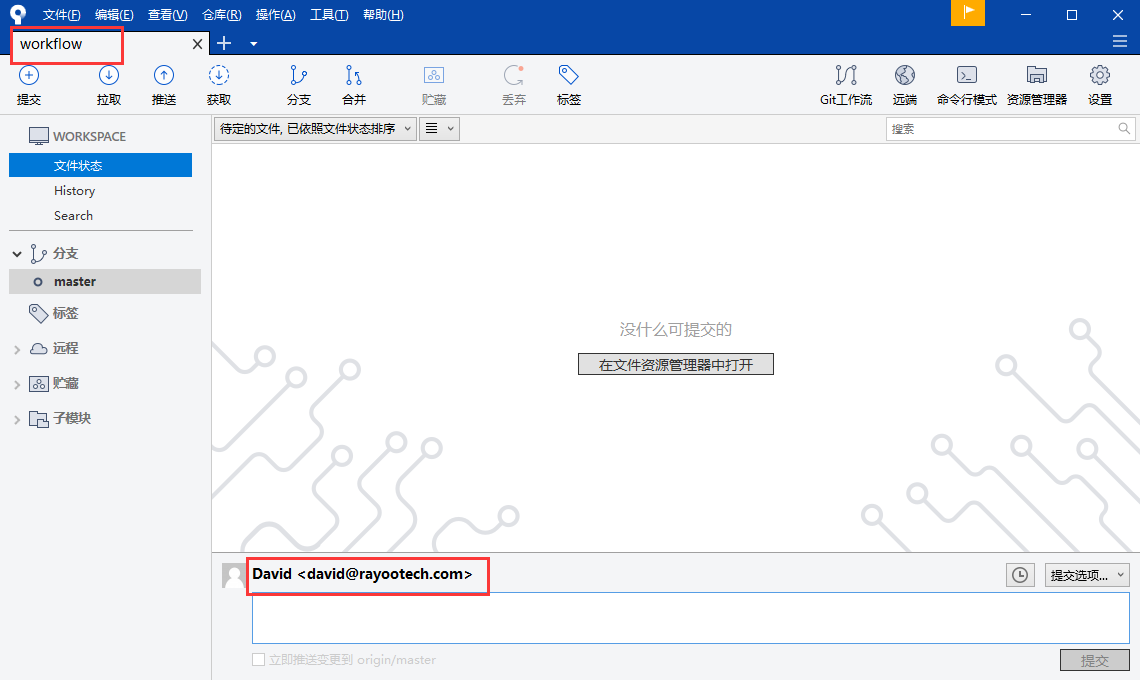 文件(F) 编辑(E) 查看(V) 仓库(R) 操作(A) 工具(T) 帮助(H)
workflow
提交 拉取 推送 获取 分支 合并 贮藏 丢弃 标签 Git工作流 远端 命令行模式 资源管理器 设置
WORKSPACE
文件状态
History
Search
分支
master
标签
远程
贮藏
子模块
待定的文件, 已依照文件状态排序
搜索
没什么可提交的
在文件资源管理器中打开
David <david@rayootech.com>
提交选项...
立即推送变更到 origin/master
提交